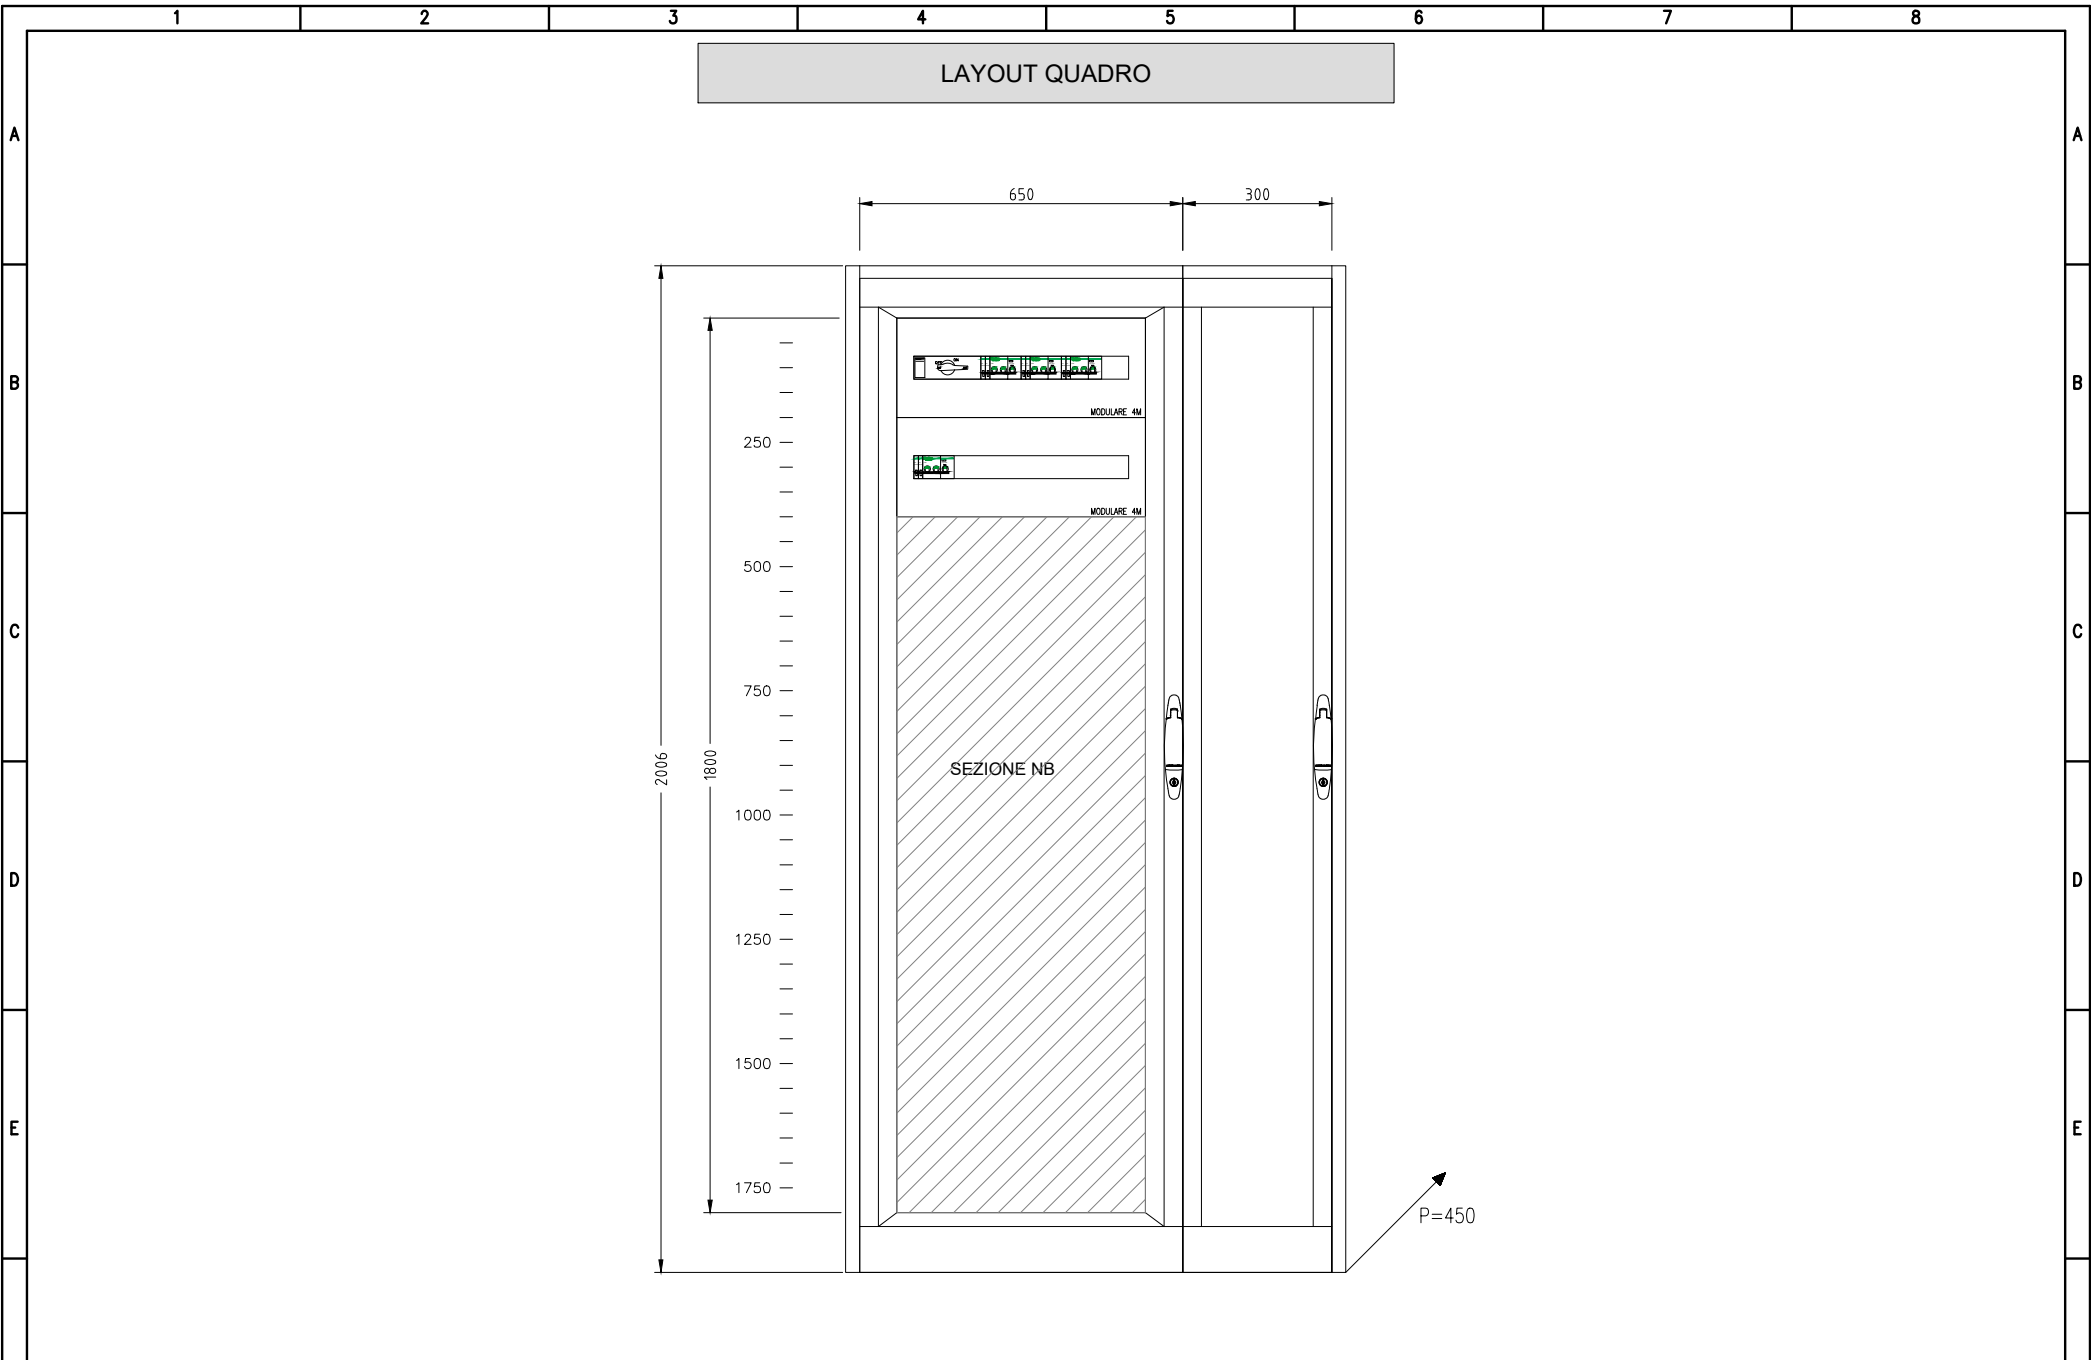 1 2 3 4 5 6 7 8
LAYOUT QUADRO
A A
650 300
B B
MODULARE 4M
250
MODULARE 4M
500
C C
750
2006 1800
SEZIONE NB
1000
D D
1250
1500
E E
1750
P=450